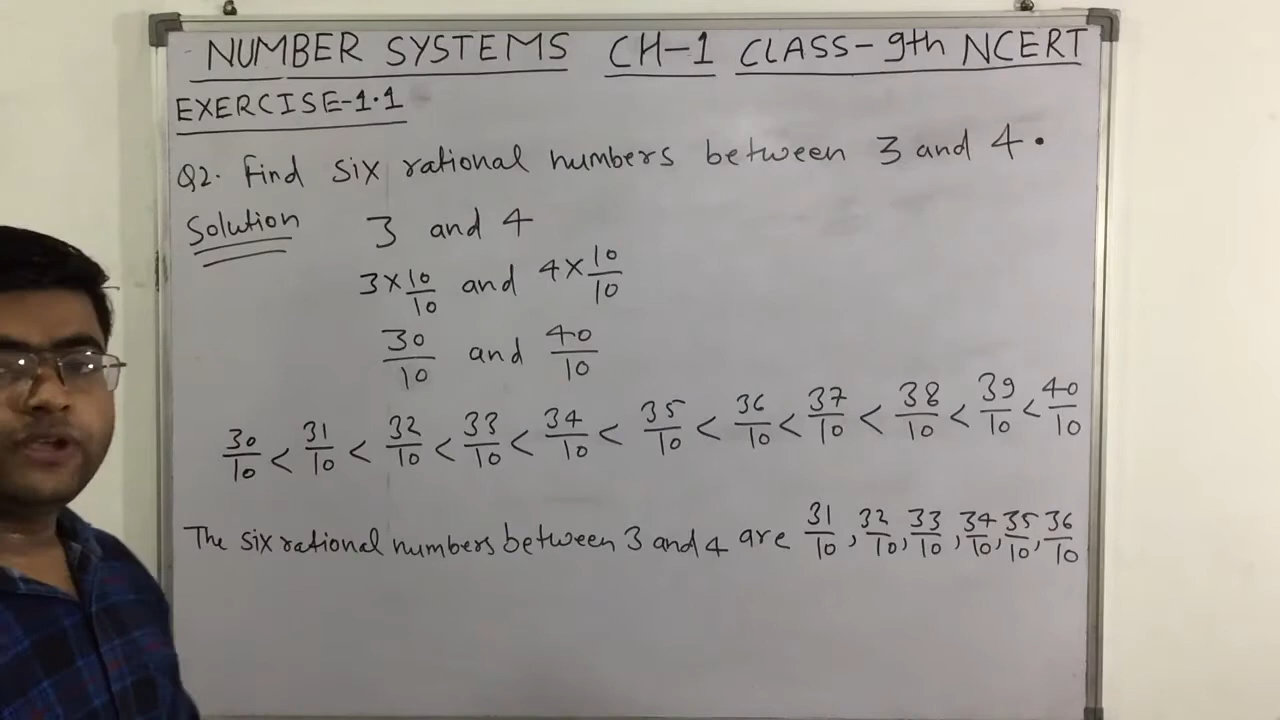 NUMBER SYSTEMS CH-1 CLASS-9th NCERT
EXERCISE-1.1
Q2. Find six rational numbers between 3 and 4.
Solution 3 and 4
3×10/10 and 4×10/10
30/10 and 40/10
30/10 < 31/10 < 32/10 < 33/10 < 34/10 < 35/10 < 36/10 < 37/10 < 38/10 < 39/10 < 40/10
The six rational numbers between 3 and 4 are 31/10, 32/10, 33/10, 34/10, 35/10, 36/10